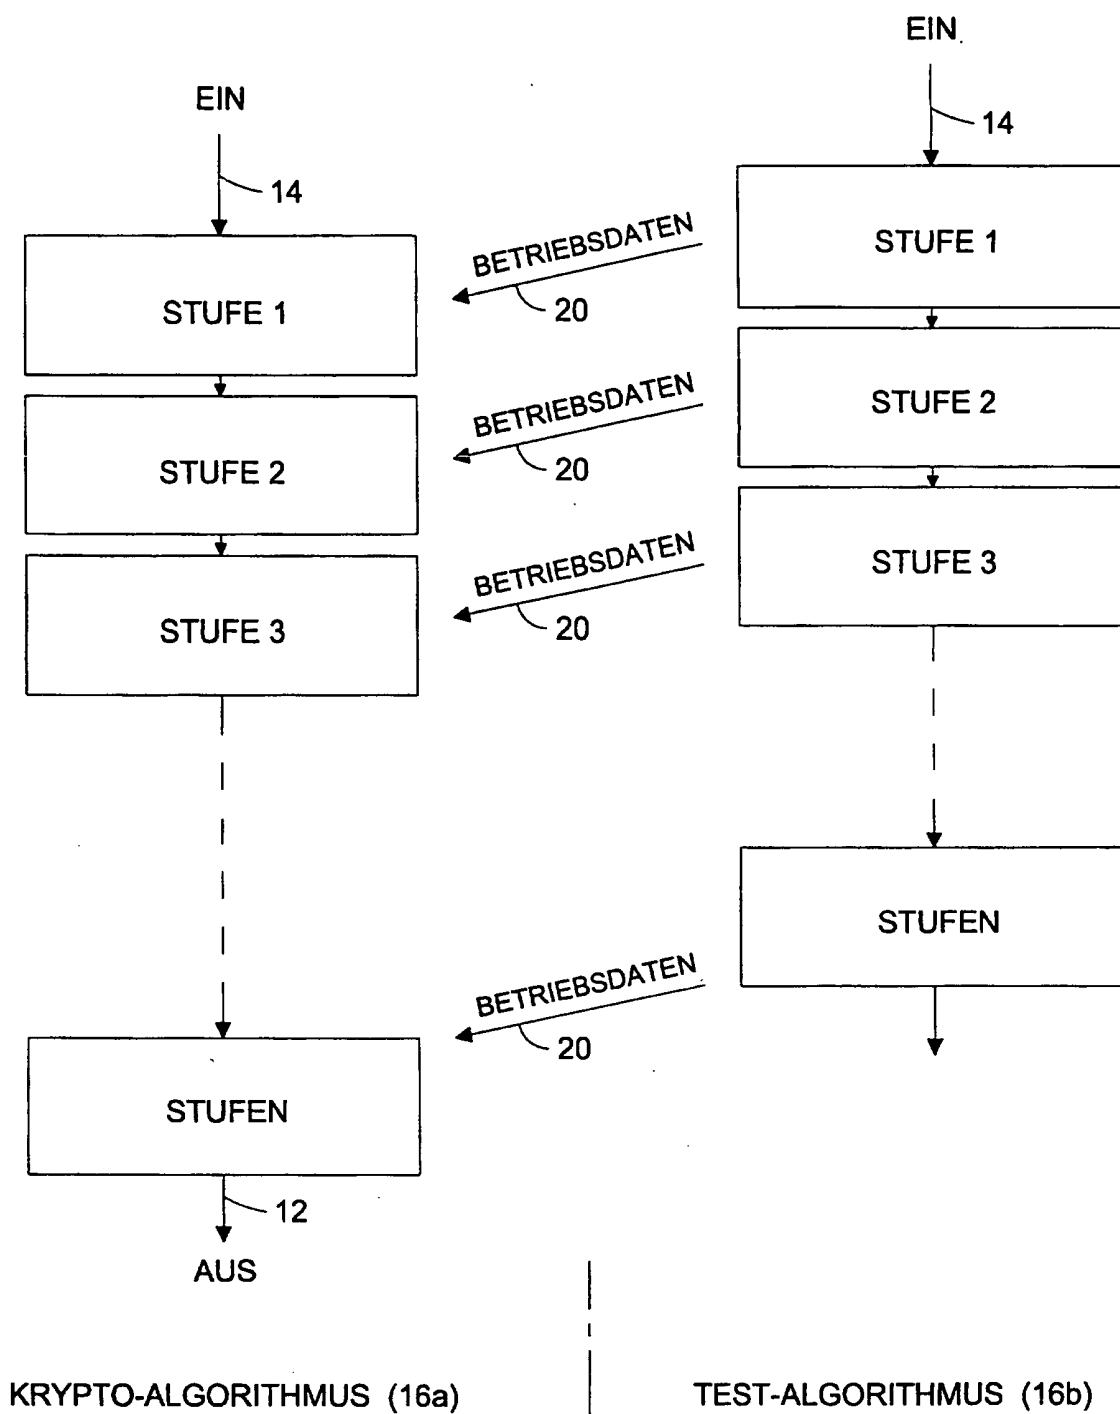 EIN
14
STUFE 1
STUFE 2
STUFE 3
STUFEN
12
AUS
KRYPTO-ALGORITHMUS (16a)
BETRIEBSDATEN
20
BETRIEBSDATEN
20
BETRIEBSDATEN
20
BETRIEBSDATEN
20
EIN
14
STUFE 1
STUFE 2
STUFE 3
STUFEN
TEST-ALGORITHMUS (16b)